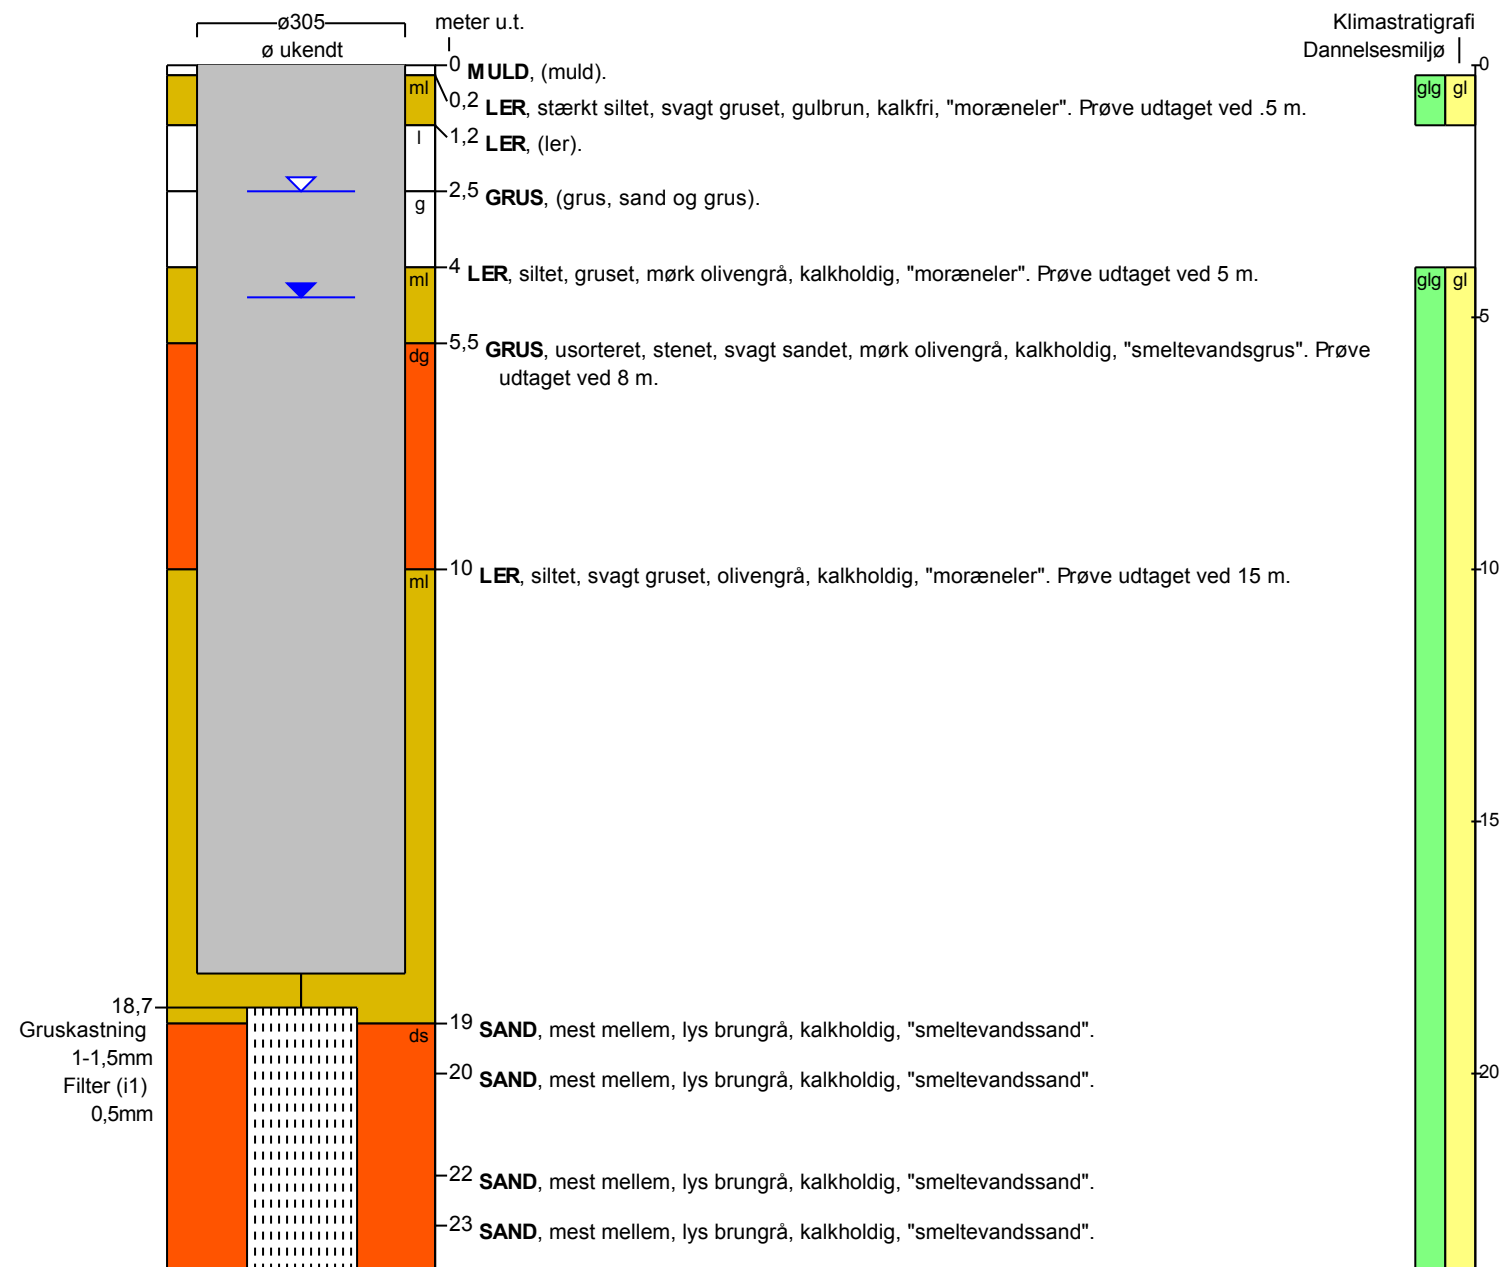 ø305
ø ukendt
meter u.t.
Klimastratigrafi
Dannelsesmiljø
0 MULD, (muld).
0
ml
0,2 LER, stærkt siltet, svagt gruset, gulbrun, kalkfri, "moræneler". Prøve udtaget ved .5 m.
glg gl
l
1,2 LER, (ler).
2,5 GRUS, (grus, sand og grus).
g
4 LER, siltet, gruset, mørk olivengrå, kalkholdig, "moræneler". Prøve udtaget ved 5 m.
ml
glg gl
5
5,5 GRUS, usorteret, stenet, svagt sandet, mørk olivengrå, kalkholdig, "smeltevandsgrus". Prøve
dg
udtaget ved 8 m.
10 LER, siltet, svagt gruset, olivengrå, kalkholdig, "moræneler". Prøve udtaget ved 15 m.
ml
10
15
18,7
Gruskastning
1-1,5mm
Filter (i1)
0,5mm
19 SAND, mest mellem, lys brungrå, kalkholdig, "smeltevandssand".
ds
20 SAND, mest mellem, lys brungrå, kalkholdig, "smeltevandssand".
20
22 SAND, mest mellem, lys brungrå, kalkholdig, "smeltevandssand".
23 SAND, mest mellem, lys brungrå, kalkholdig, "smeltevandssand".